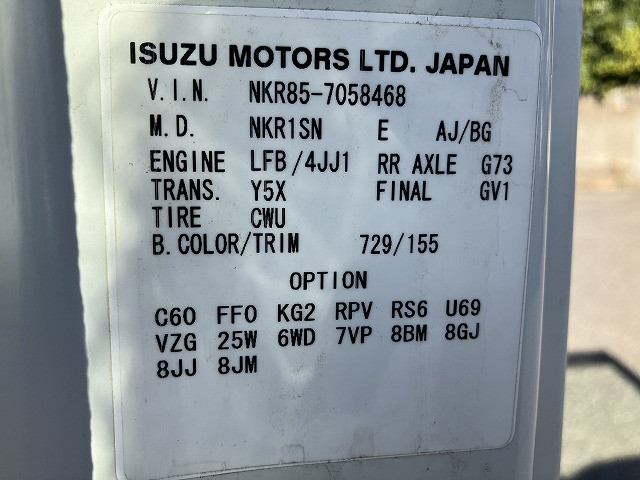 ISUZU MOTORS LTD. JAPAN
V.I.N. NKR85-7058468
M.D. NKR1SN E AJ/BG
ENGINE LFB/4JJ1 RR AXLE G73
TRANS. Y5X FINAL GV1
TIRE CWU
B.COLOR/TRIM 729/155
OPTION
C60 FF0 KG2 RPV RS6 U69
VZG 25W 6WD 7VP 8BM 8GJ
8JJ 8JM